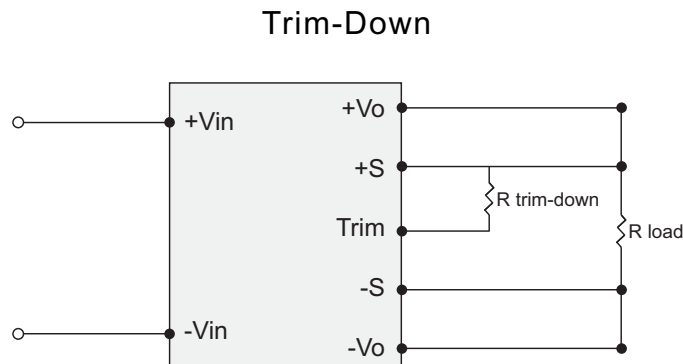 Trim-Down
+Vo
+Vin
+S
R trim-down
Trim
R load
-S
-Vin
-Vo